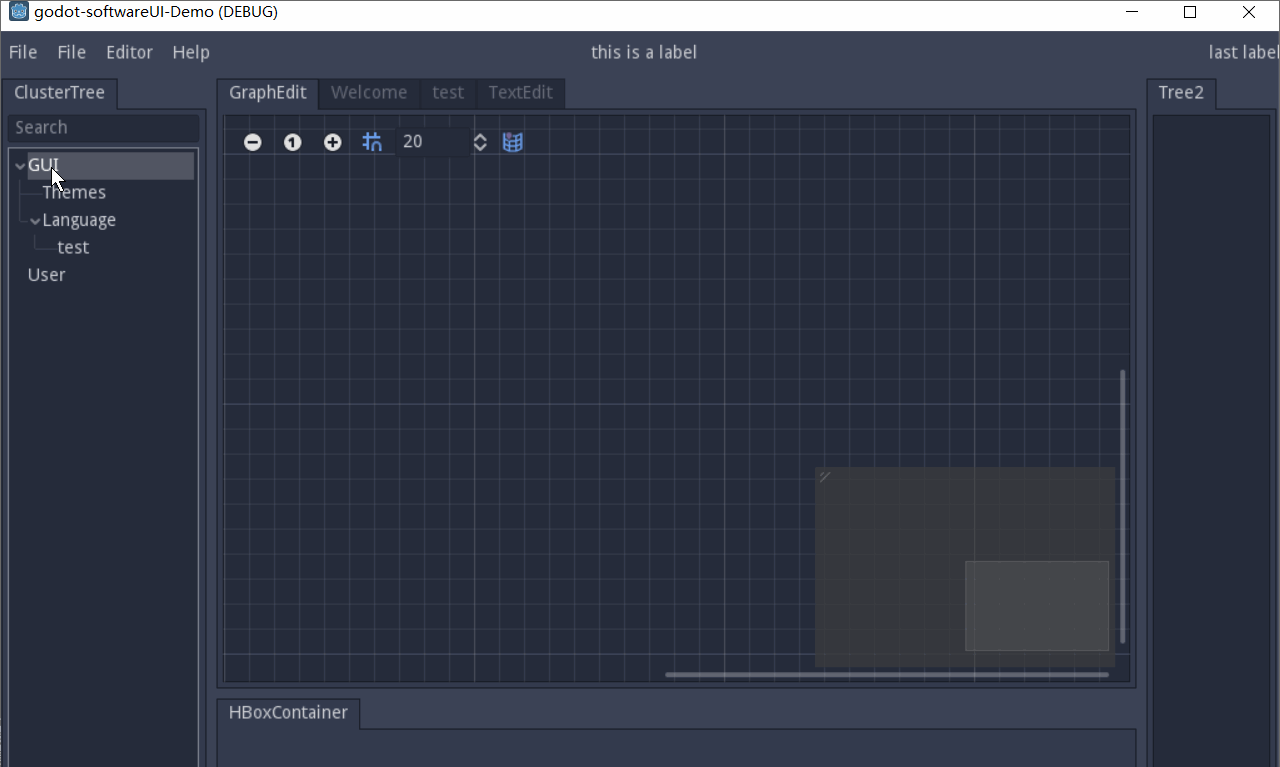 godot-softwareUI-Demo (DEBUG)
File File Editor Help this is a label last label
ClusterTree GraphEdit Welcome test TextEdit Tree2
Search
20
GUI
Themes
Language
test
User
HBoxContainer